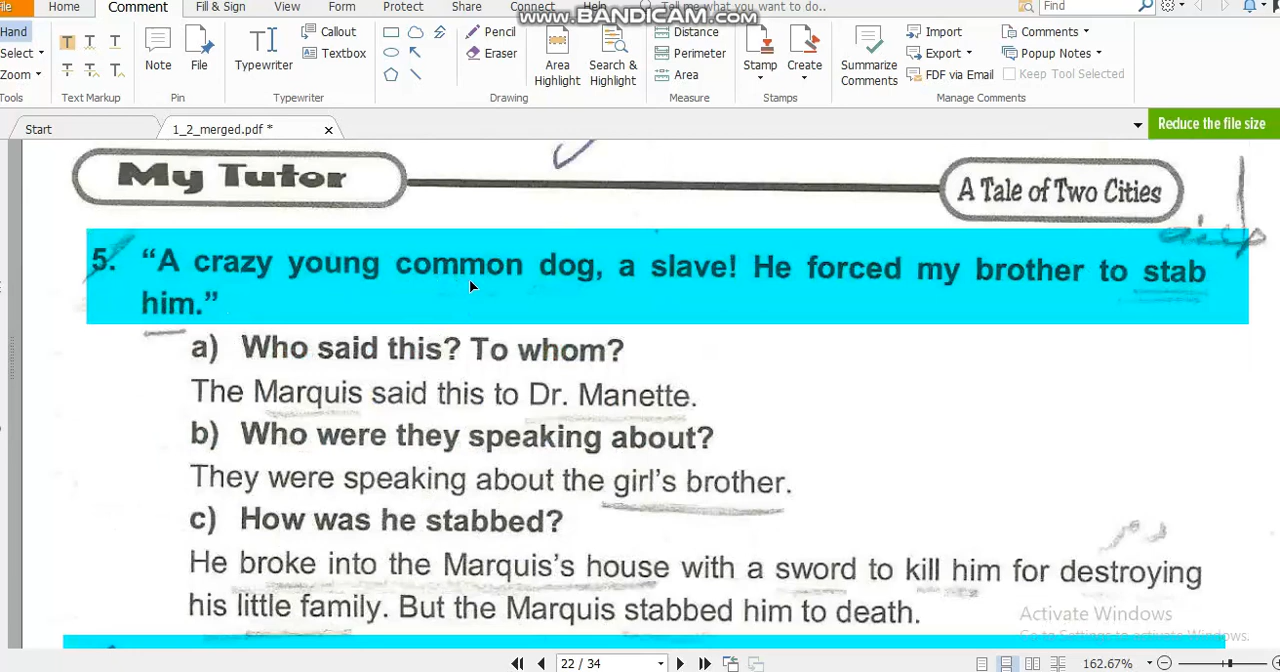 File Home Comment Fill & Sign View Form Protect Share Connect Help Tell me what you want to do.. Find
www.BANDICAM.com
Hand
Select
Zoom
Tools
Text Markup
Note
File
Pin
Typewriter
Callout
Textbox
Typewriter
Pencil
Eraser
Area Highlight
Search & Highlight
Drawing
Distance
Perimeter
Area
Measure
Stamp
Create
Stamps
Summarize Comments
Import
Export
FDF via Email
Comments
Popup Notes
Keep Tool Selected
Manage Comments
Start
1_2_merged.pdf *
Reduce the file size
My Tutor
A Tale of Two Cities
5. “A crazy young common dog, a slave! He forced my brother to stab
him.”
a) Who said this? To whom?
The Marquis said this to Dr. Manette.
b) Who were they speaking about?
They were speaking about the girl’s brother.
c) How was he stabbed?
He broke into the Marquis’s house with a sword to kill him for destroying
his little family. But the Marquis stabbed him to death.
Activate Windows
Go to Settings to activate Windows.
22 / 34
162.67%